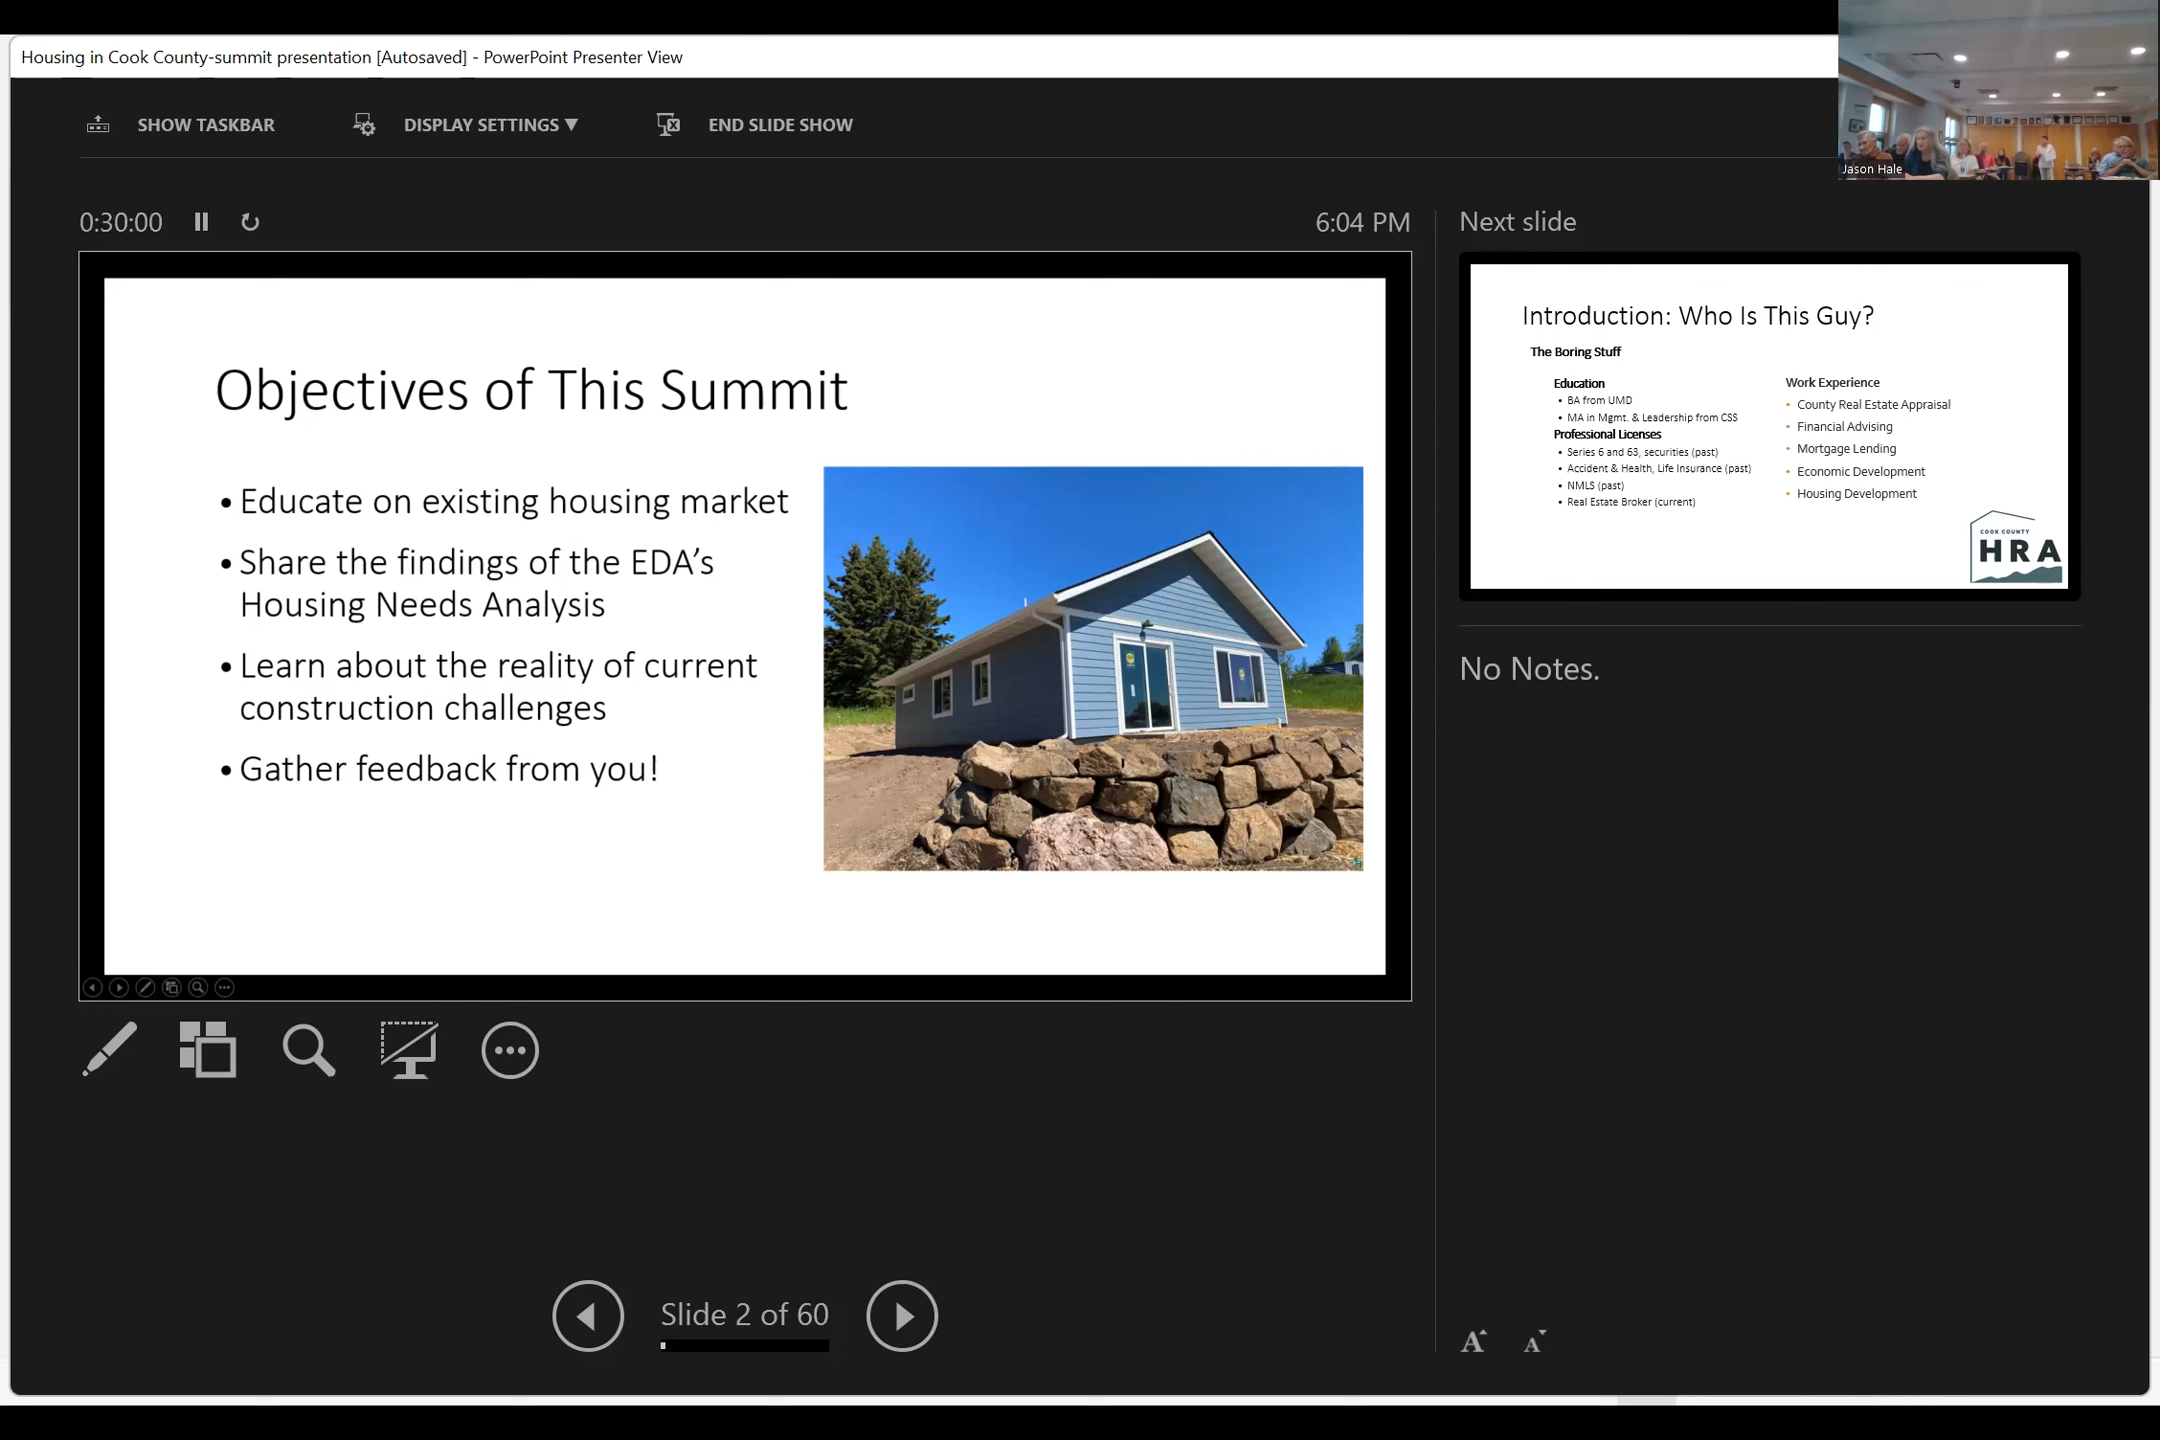 Housing in Cook County-summit presentation [Autosaved] - PowerPoint Presenter View
Jason Hale
SHOW TASKBAR
DISPLAY SETTINGS ▼
END SLIDE SHOW
0:30:00
6:04 PM
Objectives of This Summit
• Educate on existing housing market
• Share the findings of the EDA’s
Housing Needs Analysis
• Learn about the reality of current
construction challenges
• Gather feedback from you!
Slide 2 of 60
Next slide
Introduction: Who Is This Guy?
The Boring Stuff
Education
• BA from UMD
• MA in Mgmt. & Leadership from CSS
Professional Licenses
• Series 6 and 63, securities (past)
• Accident & Health, Life Insurance (past)
• NMLS (past)
• Real Estate Broker (current)
Work Experience
• County Real Estate Appraisal
• Financial Advising
• Mortgage Lending
• Economic Development
• Housing Development
COOK COUNTY
HRA
No Notes.
A A